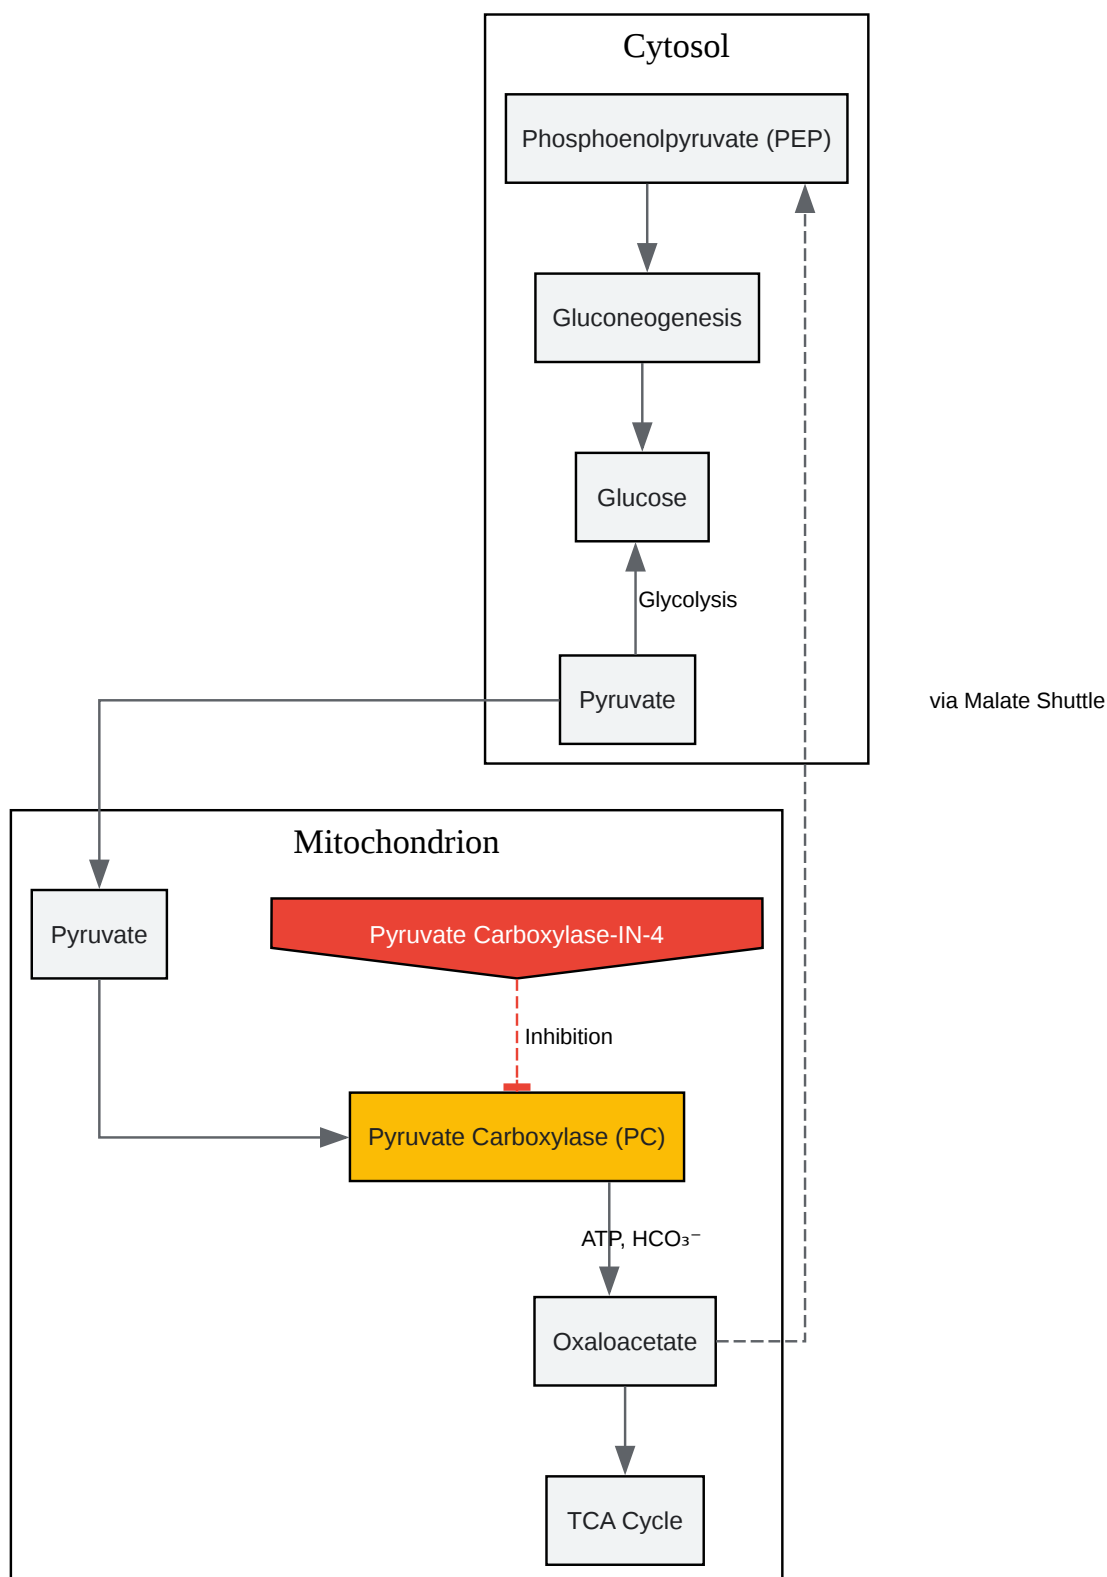 Cytosol
Phosphoenolpyruvate (PEP)
Gluconeogenesis
Glucose
Glycolysis
Pyruvate
via Malate Shuttle
Mitochondrion
Pyruvate
Pyruvate Carboxylase-IN-4
Inhibition
Pyruvate Carboxylase (PC)
ATP, HCO₃⁻
Oxaloacetate
TCA Cycle